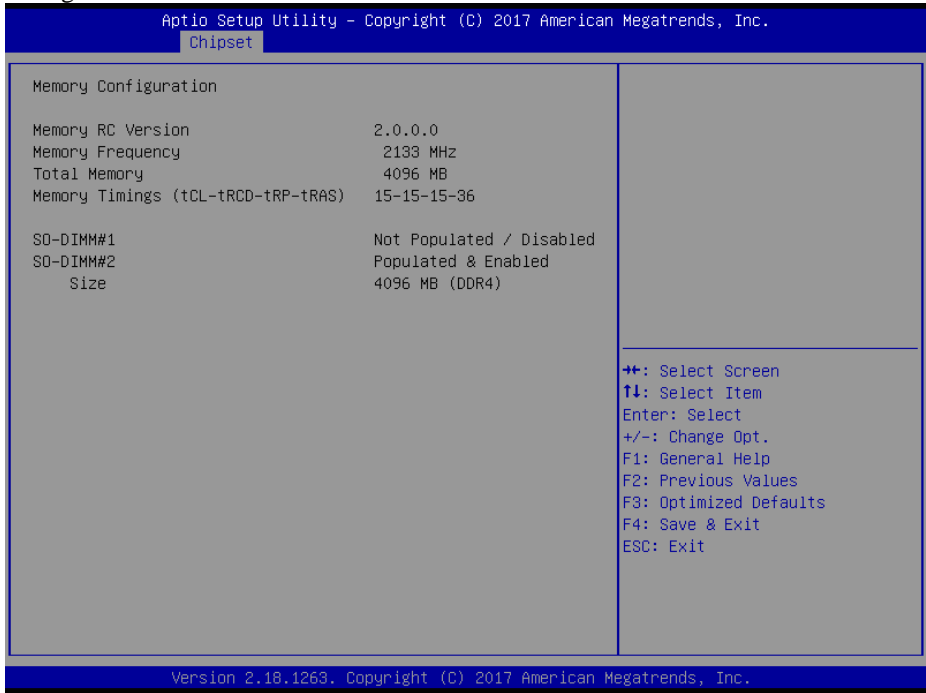 Aptio Setup Utility – Copyright (C) 2017 American Megatrends, Inc.
Chipset
Memory Configuration
Memory RC Version 2.0.0.0
Memory Frequency 2133 MHz
Total Memory 4096 MB
Memory Timings (tCL-tRCD-tRP-tRAS) 15-15-15-36
SO-DIMM#1 Not Populated / Disabled
SO-DIMM#2 Populated & Enabled
Size 4096 MB (DDR4)
→←: Select Screen
↑↓: Select Item
Enter: Select
+/-: Change Opt.
F1: General Help
F2: Previous Values
F3: Optimized Defaults
F4: Save & Exit
ESC: Exit
Version 2.18.1263. Copyright (C) 2017 American Megatrends, Inc.